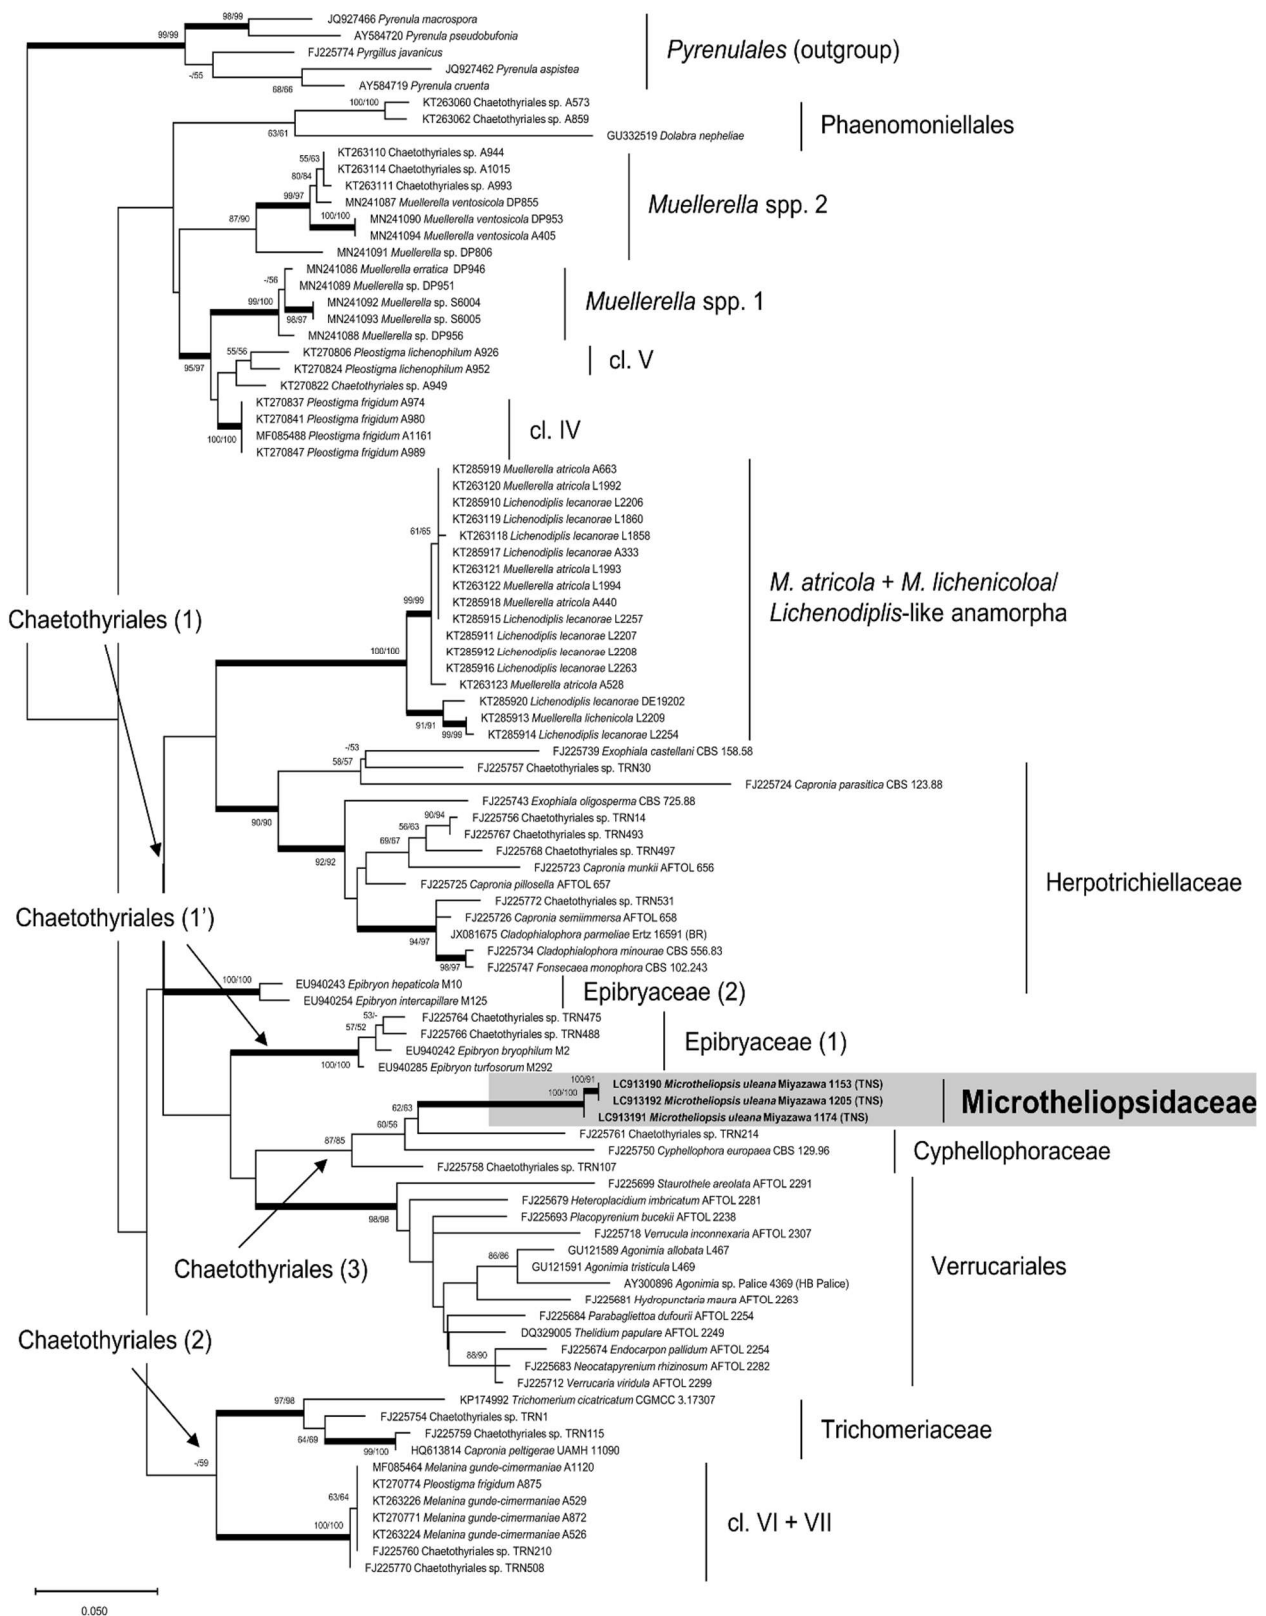 98/99
JQ927466 Pyrenula macrospora
99/99
AY584720 Pyrenula pseudobufonia
FJ225774 Pyrgillus javanicus
Pyrenulales (outgroup)
-/55
JQ927462 Pyrenula aspistea
68/66
AY584719 Pyrenula cruenta
100/100
KT263060 Chaetothyriales sp. A573
KT263062 Chaetothyriales sp. A859
Phaenomoniellales
63/61
GU332519 Dolabra nepheliae
55/63
KT263110 Chaetothyriales sp. A944
80/84
KT263114 Chaetothyriales sp. A1015
KT263111 Chaetothyriales sp. A993
99/97
MN241087 Muellerella ventosicola DP855
Muellerella spp. 2
87/90
100/100
MN241090 Muellerella ventosicola DP953
MN241094 Muellerella ventosicola A405
MN241091 Muellerella sp. DP806
MN241086 Muellerella erratica DP946
-/56
MN241089 Muellerella sp. DP951
99/100
MN241092 Muellerella sp. S6004
Muellerella spp. 1
98/97
MN241093 Muellerella sp. S6005
MN241088 Muellerella sp. DP956
95/97
55/56
KT270806 Pleostigma lichenophilum A926
cl. V
KT270824 Pleostigma lichenophilum A952
KT270822 Chaetothyriales sp. A949
KT270837 Pleostigma frigidum A974
KT270841 Pleostigma frigidum A980
cl. IV
100/100
MF085488 Pleostigma frigidum A1161
KT270847 Pleostigma frigidum A989
KT285919 Muellerella atricola A663
KT263120 Muellerella atricola L1992
KT285910 Lichenodiplis lecanorae L2206
KT263119 Lichenodiplis lecanorae L1860
61/65
KT263118 Lichenodiplis lecanorae L1858
KT285917 Lichenodiplis lecanorae A333
KT263121 Muellerella atricola L1993
KT263122 Muellerella atricola L1994
M. atricola + M. lichenicoloa/
Lichenodiplis-like anamorpha
99/99
KT285918 Muellerella atricola A440
KT285915 Lichenodiplis lecanorae L2257
Chaetothyriales (1)
KT285911 Lichenodiplis lecanorae L2207
100/100
KT285912 Lichenodiplis lecanorae L2208
KT285916 Lichenodiplis lecanorae L2263
KT263123 Muellerella atricola A528
KT285920 Lichenodiplis lecanorae DE19202
91/91
KT285913 Muellerella lichenicola L2209
99/99
KT285914 Lichenodiplis lecanorae L2254
-/53
FJ225739 Exophiala castellani CBS 158.58
58/57
FJ225757 Chaetothyriales sp. TRN30
FJ225724 Capronia parasitica CBS 123.88
90/90
FJ225743 Exophiala oligosperma CBS 725.88
90/94
FJ225756 Chaetothyriales sp. TRN14
56/63
FJ225767 Chaetothyriales sp. TRN493
69/67
FJ225768 Chaetothyriales sp. TRN497
92/92
FJ225723 Capronia munkii AFTOL 656
FJ225725 Capronia pillosella AFTOL 657
Herpotrichiellaceae
FJ225772 Chaetothyriales sp. TRN531
Chaetothyriales (1’)
FJ225726 Capronia semiimmersa AFTOL 658
94/97
JX081675 Cladophialophora parmeliae Ertz 16591 (BR)
FJ225734 Cladophialophora minourae CBS 556.83
98/97
FJ225747 Fonsecaea monophora CBS 102.243
100/100
EU940243 Epibryon hepaticola M10
EU940254 Epibryon intercapillare M125
Epibryaceae (2)
53/-
FJ225764 Chaetothyriales sp. TRN475
57/52
FJ225766 Chaetothyriales sp. TRN488
Epibryaceae (1)
EU940242 Epibryon bryophilum M2
100/100
EU940285 Epibryon turfosorum M292
100/91
LC913190 Microtheliopsis uleana Miyazawa 1153 (TNS)
100/100
LC913192 Microtheliopsis uleana Miyazawa 1205 (TNS)
Microtheliopsidaceae
62/63
LC913191 Microtheliopsis uleana Miyazawa 1174 (TNS)
60/56
FJ225761 Chaetothyriales sp. TRN214
87/85
FJ225750 Cyphellophora europaea CBS 129.96
Cyphellophoraceae
FJ225758 Chaetothyriales sp. TRN107
FJ225699 Staurothele areolata AFTOL 2291
FJ225679 Heteroplacidium imbricatum AFTOL 2281
98/98
FJ225693 Placopyrenium bucekii AFTOL 2238
FJ225718 Verrucula inconnexaria AFTOL 2307
86/86
GU121589 Agonimia allobata L467
Chaetothyriales (3)
GU121591 Agonimia tristicula L469
Verrucariales
AY300896 Agonimia sp. Palice 4369 (HB Palice)
FJ225681 Hydropunctaria maura AFTOL 2263
FJ225684 Parabagliettoa dufourii AFTOL 2254
Chaetothyriales (2)
DQ329005 Thelidium papulare AFTOL 2249
88/90
FJ225674 Endocarpon pallidum AFTOL 2254
FJ225683 Neocatapyrenium rhizinosum AFTOL 2282
FJ225712 Verrucaria viridula AFTOL 2299
97/98
KP174992 Trichomerium cicatricatum CGMCC 3.17307
FJ225754 Chaetothyriales sp. TRN1
64/69
FJ225759 Chaetothyriales sp. TRN115
Trichomeriaceae
99/100
HQ613814 Capronia peltigerae UAMH 11090
-/59
MF085464 Melanina gunde-cimermaniae A1120
KT270774 Pleostigma frigidum A875
63/64
KT263226 Melanina gunde-cimermaniae A529
KT270771 Melanina gunde-cimermaniae A872
cl. VI + VII
100/100
KT263224 Melanina gunde-cimermaniae A526
FJ225760 Chaetothyriales sp. TRN210
FJ225770 Chaetothyriales sp. TRN508
0.050